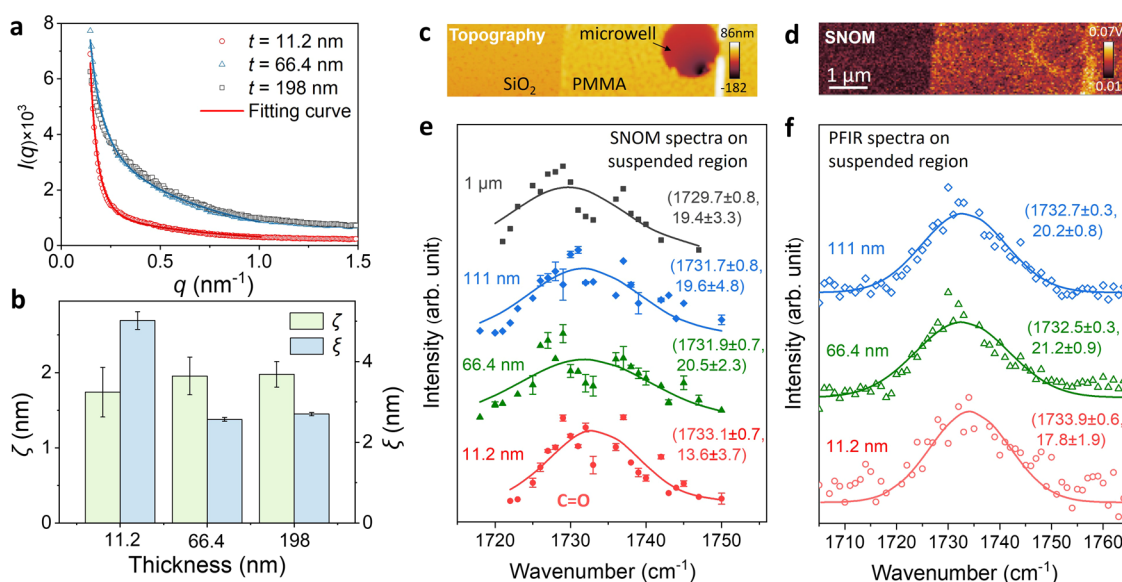 a
I(q)×10³
8
6
4
2
0
t = 11.2 nm
t = 66.4 nm
t = 198 nm
Fitting curve
0.0
0.5
1.0
1.5
q (nm⁻¹)
b
ζ (nm)
2
1
0
ζ
ξ
4
2
0
ξ (nm)
11.2
66.4
198
Thickness (nm)
c
Topography
microwell
SiO₂
PMMA
86nm
-182
d
SNOM
1 µm
0.07V
0.01
e
SNOM spectra on
suspended region
Intensity (arb. unit)
1 µm
(1729.7±0.8,
19.4±3.3)
111 nm
(1731.7±0.8,
19.6±4.8)
66.4 nm
(1731.9±0.7,
20.5±2.3)
11.2 nm
(1733.1±0.7,
13.6±3.7)
C=O
1720
1730
1740
1750
Wavenumber (cm⁻¹)
f
PFIR spectra on
suspended region
Intensity (arb. unit)
111 nm
(1732.7±0.3,
20.2±0.8)
66.4 nm
(1732.5±0.3,
21.2±0.9)
11.2 nm
(1733.9±0.6,
17.8±1.9)
1710
1720
1730
1740
1750
1760
Wavenumber (cm⁻¹)